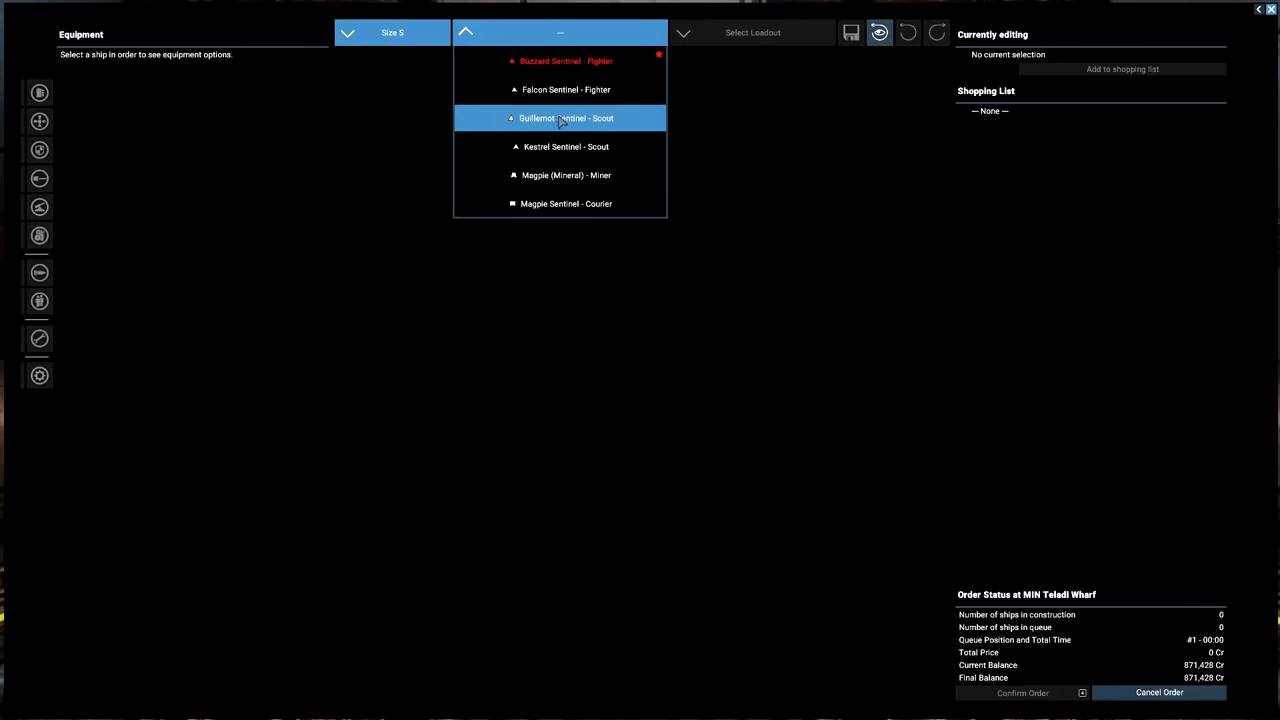 Equipment
Select a ship in order to see equipment options.
Size S
---
Select Loadout
Buzzard Sentinel - Fighter
Falcon Sentinel - Fighter
Guillemot Sentinel - Scout
Kestrel Sentinel - Scout
Magpie (Mineral) - Miner
Magpie Sentinel - Courier
Currently editing
No current selection
Add to shopping list
Shopping List
--- None ---
Order Status at MIN Teladi Wharf
Number of ships in construction 0
Number of ships in queue 0
Queue Position and Total Time #1 - 00:00
Total Price 0 Cr
Current Balance 871,428 Cr
Final Balance 871,428 Cr
Confirm Order
Cancel Order